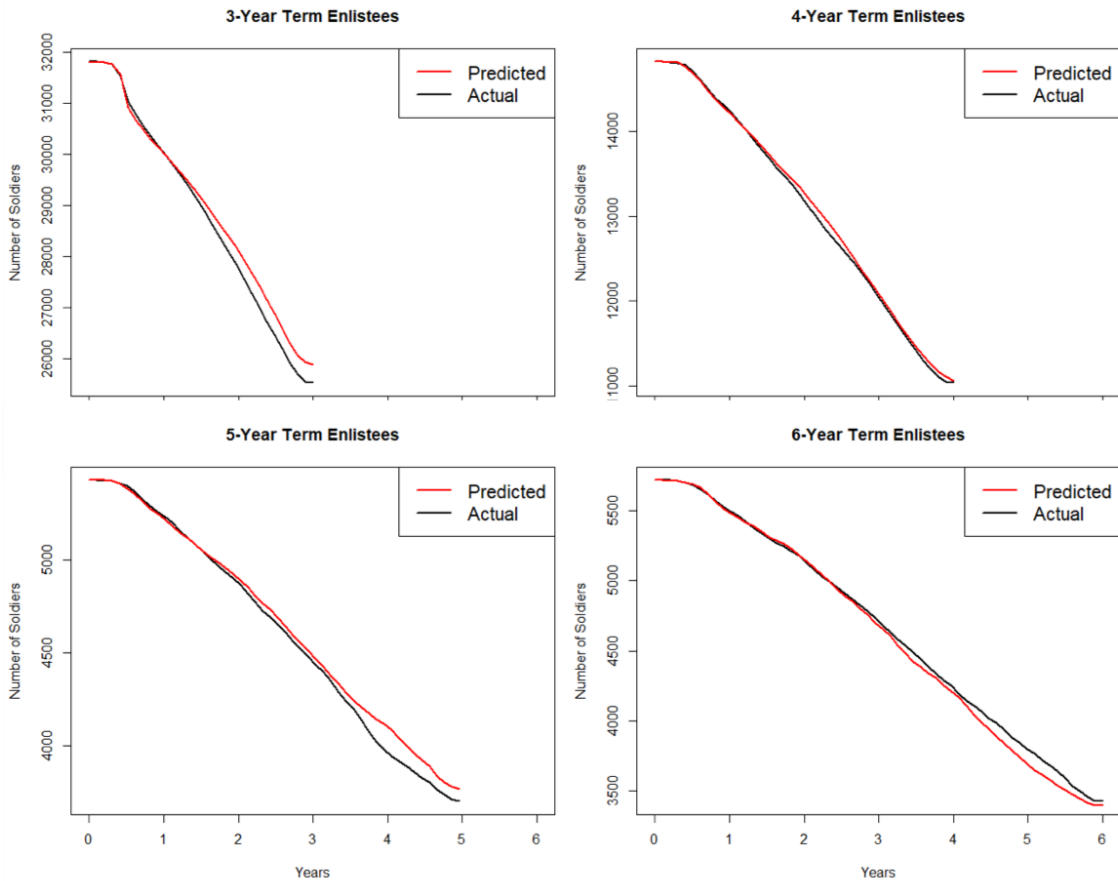 3-Year Term Enlistees
Number of Soldiers
32000
31000
30000
29000
28000
27000
26000
Predicted
Actual
4-Year Term Enlistees
Number of Soldiers
14000
13000
12000
11000
Predicted
Actual
5-Year Term Enlistees
Number of Soldiers
5000
4500
4000
Predicted
Actual
0 1 2 3 4 5 6
Years
6-Year Term Enlistees
Number of Soldiers
5500
5000
4500
4000
3500
Predicted
Actual
0 1 2 3 4 5 6
Years